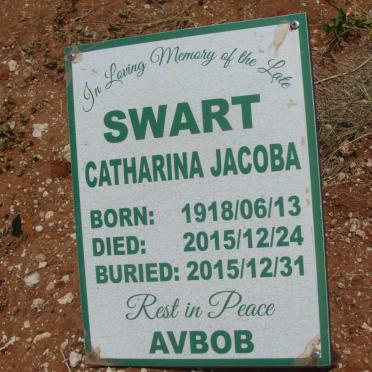 In Loving Memory of the Late
SWART
CATHARINA JACOBA
BORN: 1918/06/13
DIED: 2015/12/24
BURIED: 2015/12/31
Rest in Peace
AVBOB